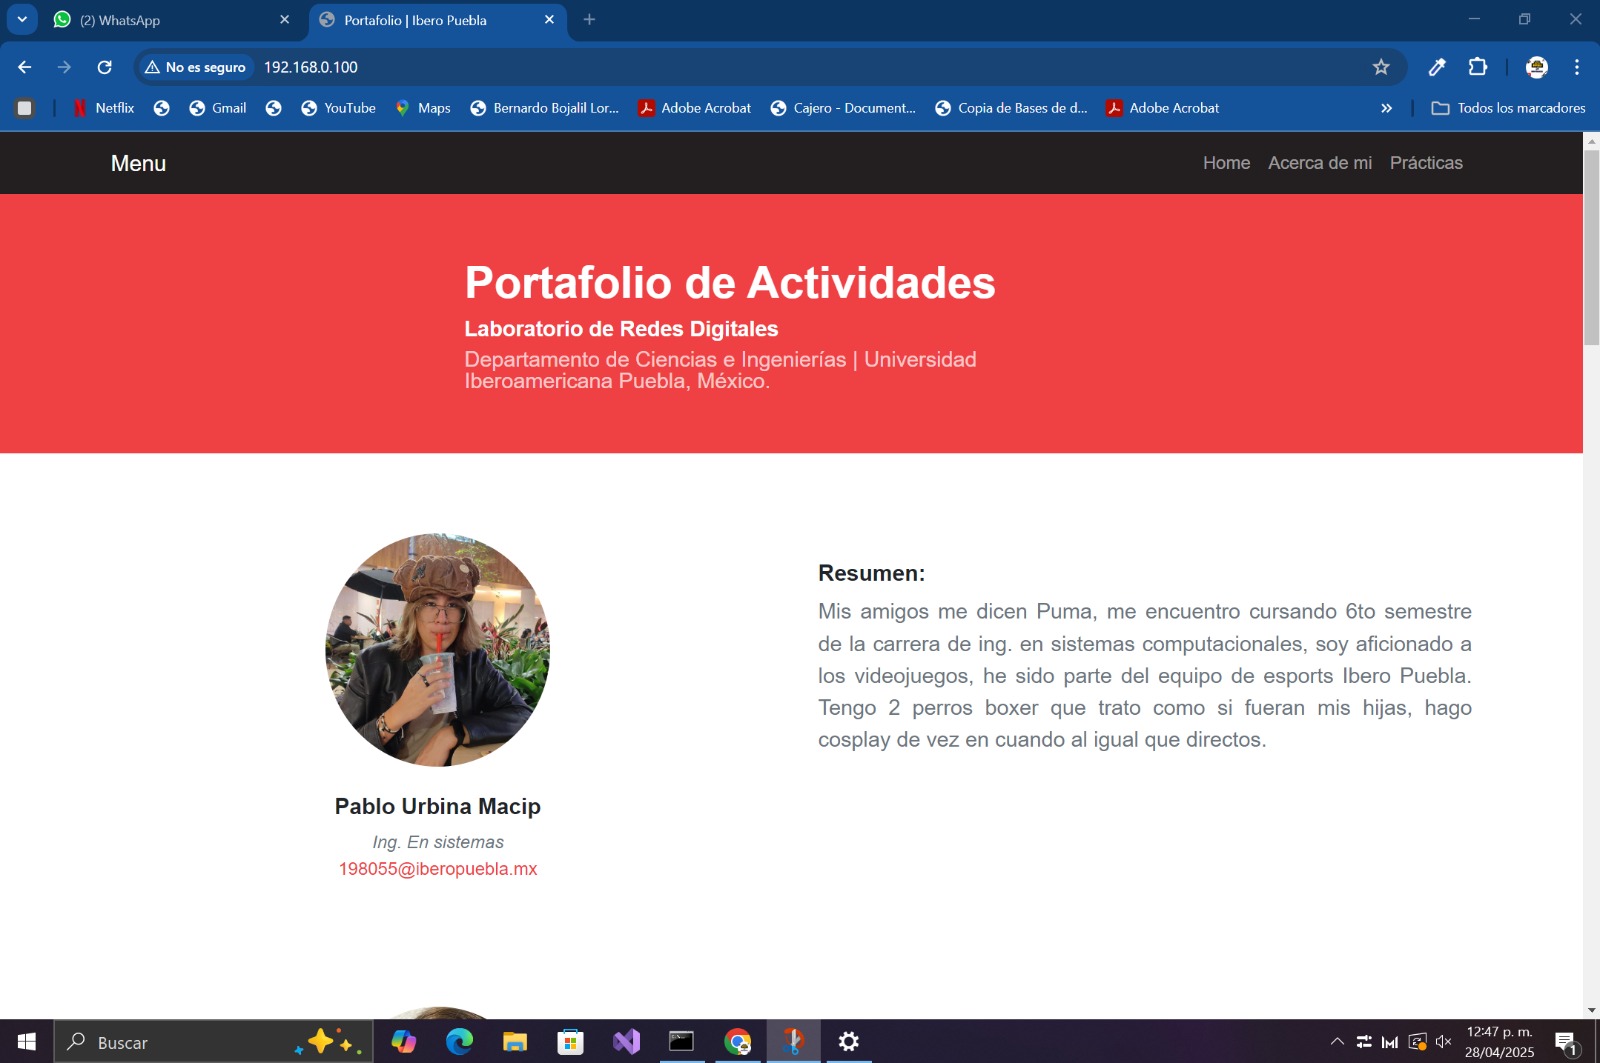 (2) WhatsApp
Portafolio | Ibero Puebla
No es seguro
192.168.0.100
Netflix
Gmail
YouTube
Maps
Bernardo Bojalil Lor...
Adobe Acrobat
Cajero - Document...
Copia de Bases de d...
Adobe Acrobat
Todos los marcadores
Menu
Home
Acerca de mi
Prácticas
Portafolio de Actividades
Laboratorio de Redes Digitales
Departamento de Ciencias e Ingenierías | Universidad
Iberoamericana Puebla, México.
Pablo Urbina Macip
Ing. En sistemas
198055@iberopuebla.mx
Resumen:
Mis amigos me dicen Puma, me encuentro cursando 6to semestre
de la carrera de ing. en sistemas computacionales, soy aficionado a
los videojuegos, he sido parte del equipo de esports Ibero Puebla.
Tengo 2 perros boxer que trato como si fueran mis hijas, hago
cosplay de vez en cuando al igual que directos.
Buscar
12:47 p. m.
28/04/2025
1